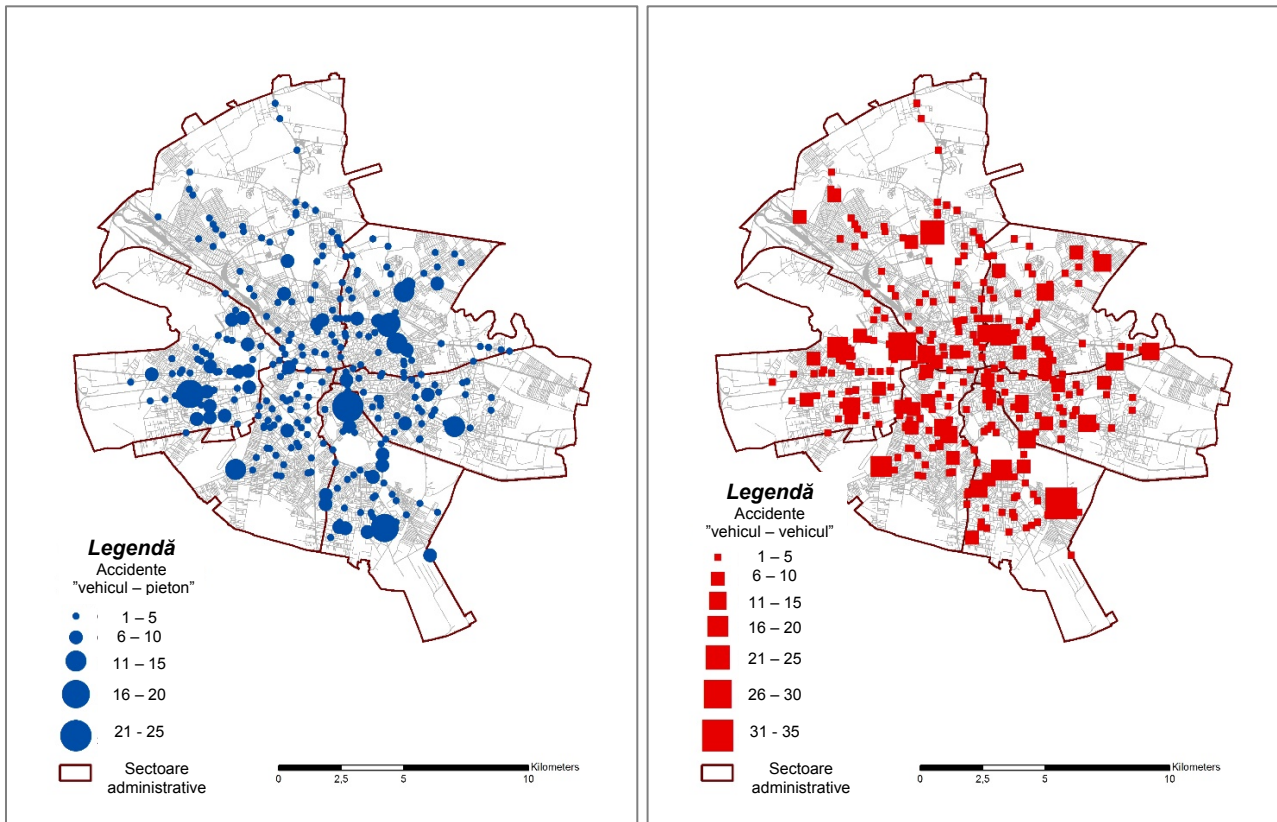 Legendă
Accidente
”vehicul – pieton”
1 – 5
6 – 10
11 – 15
16 – 20
21 – 25
Sectoare
administrative
Kilometers
0 2,5 5 10
Legendă
Accidente
”vehicul – vehicul”
1 – 5
6 – 10
11 – 15
16 – 20
21 – 25
26 – 30
31 - 35
Sectoare
administrative
Kilometers
0 2,5 5 10